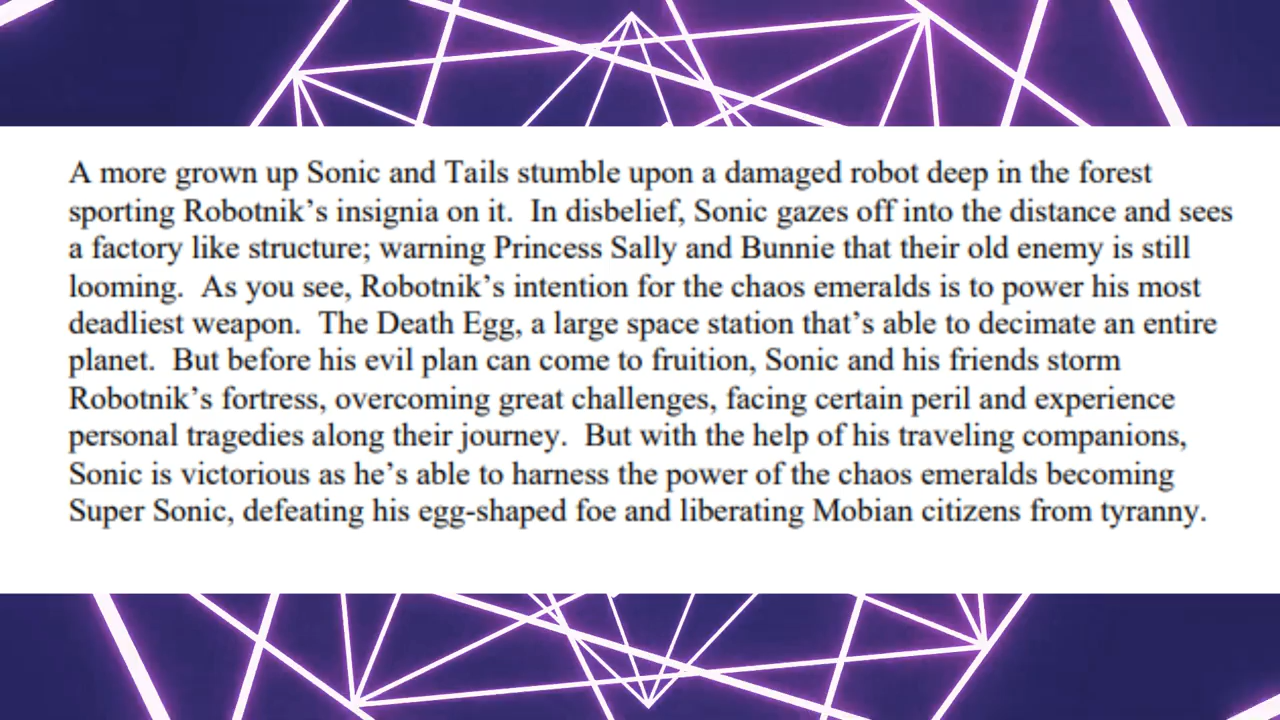 A more grown up Sonic and Tails stumble upon a damaged robot deep in the forest
sporting Robotnik's insignia on it.  In disbelief, Sonic gazes off into the distance and sees
a factory like structure; warning Princess Sally and Bunnie that their old enemy is still
looming.  As you see, Robotnik's intention for the chaos emeralds is to power his most
deadliest weapon.  The Death Egg, a large space station that's able to decimate an entire
planet.  But before his evil plan can come to fruition, Sonic and his friends storm
Robotnik's fortress, overcoming great challenges, facing certain peril and experience
personal tragedies along their journey.  But with the help of his traveling companions,
Sonic is victorious as he's able to harness the power of the chaos emeralds becoming
Super Sonic, defeating his egg-shaped foe and liberating Mobian citizens from tyranny.